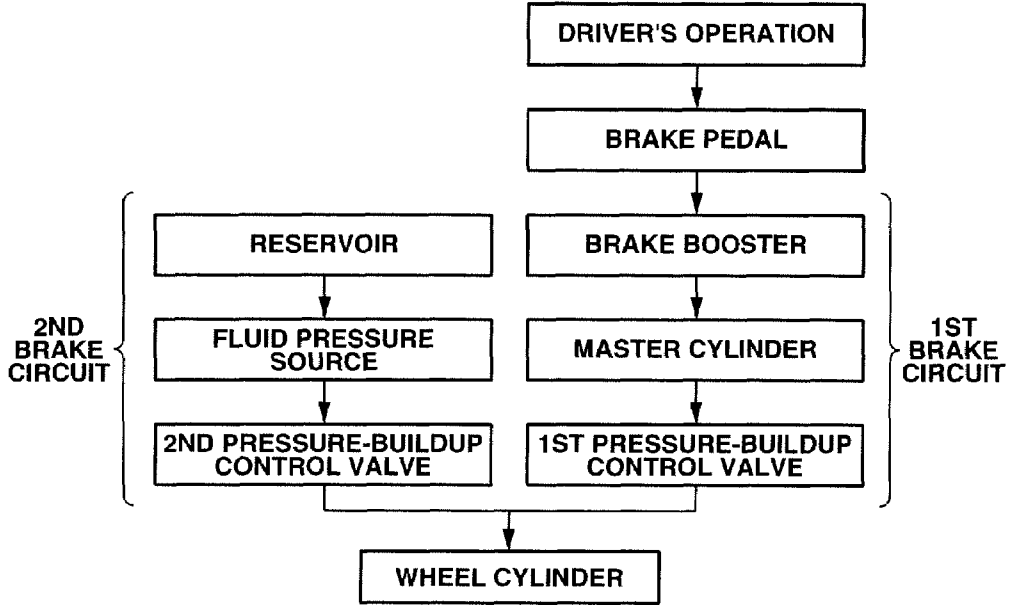 DRIVER'S OPERATION
BRAKE PEDAL
RESERVOIR
BRAKE BOOSTER
2ND
BRAKE
CIRCUIT
FLUID PRESSURE
SOURCE
MASTER CYLINDER
1ST
BRAKE
CIRCUIT
2ND PRESSURE-BUILDUP
CONTROL VALVE
1ST PRESSURE-BUILDUP
CONTROL VALVE
WHEEL CYLINDER